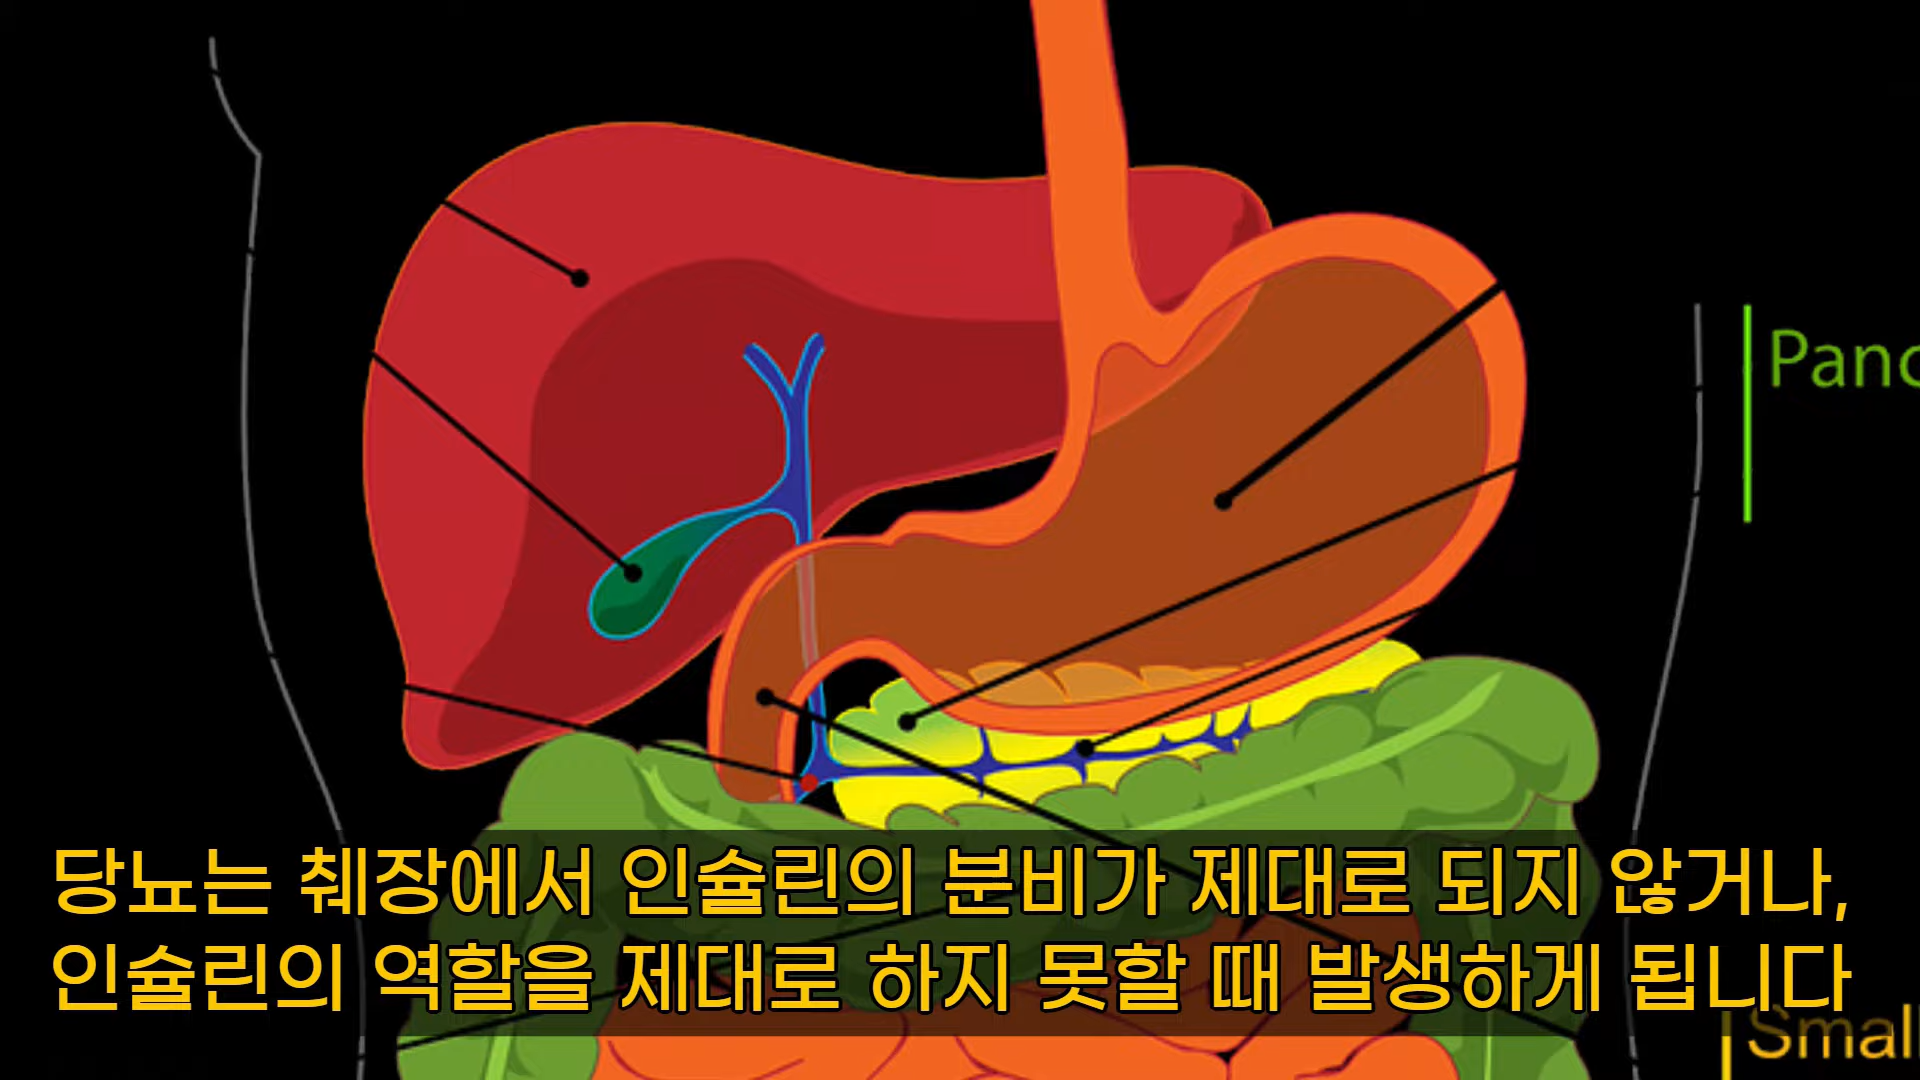 Panc
당뇨는 췌장에서 인슐린의 분비가 제대로 되지 않거나,
인슐린의 역할을 제대로 하지 못할 때 발생하게 됩니다
Small